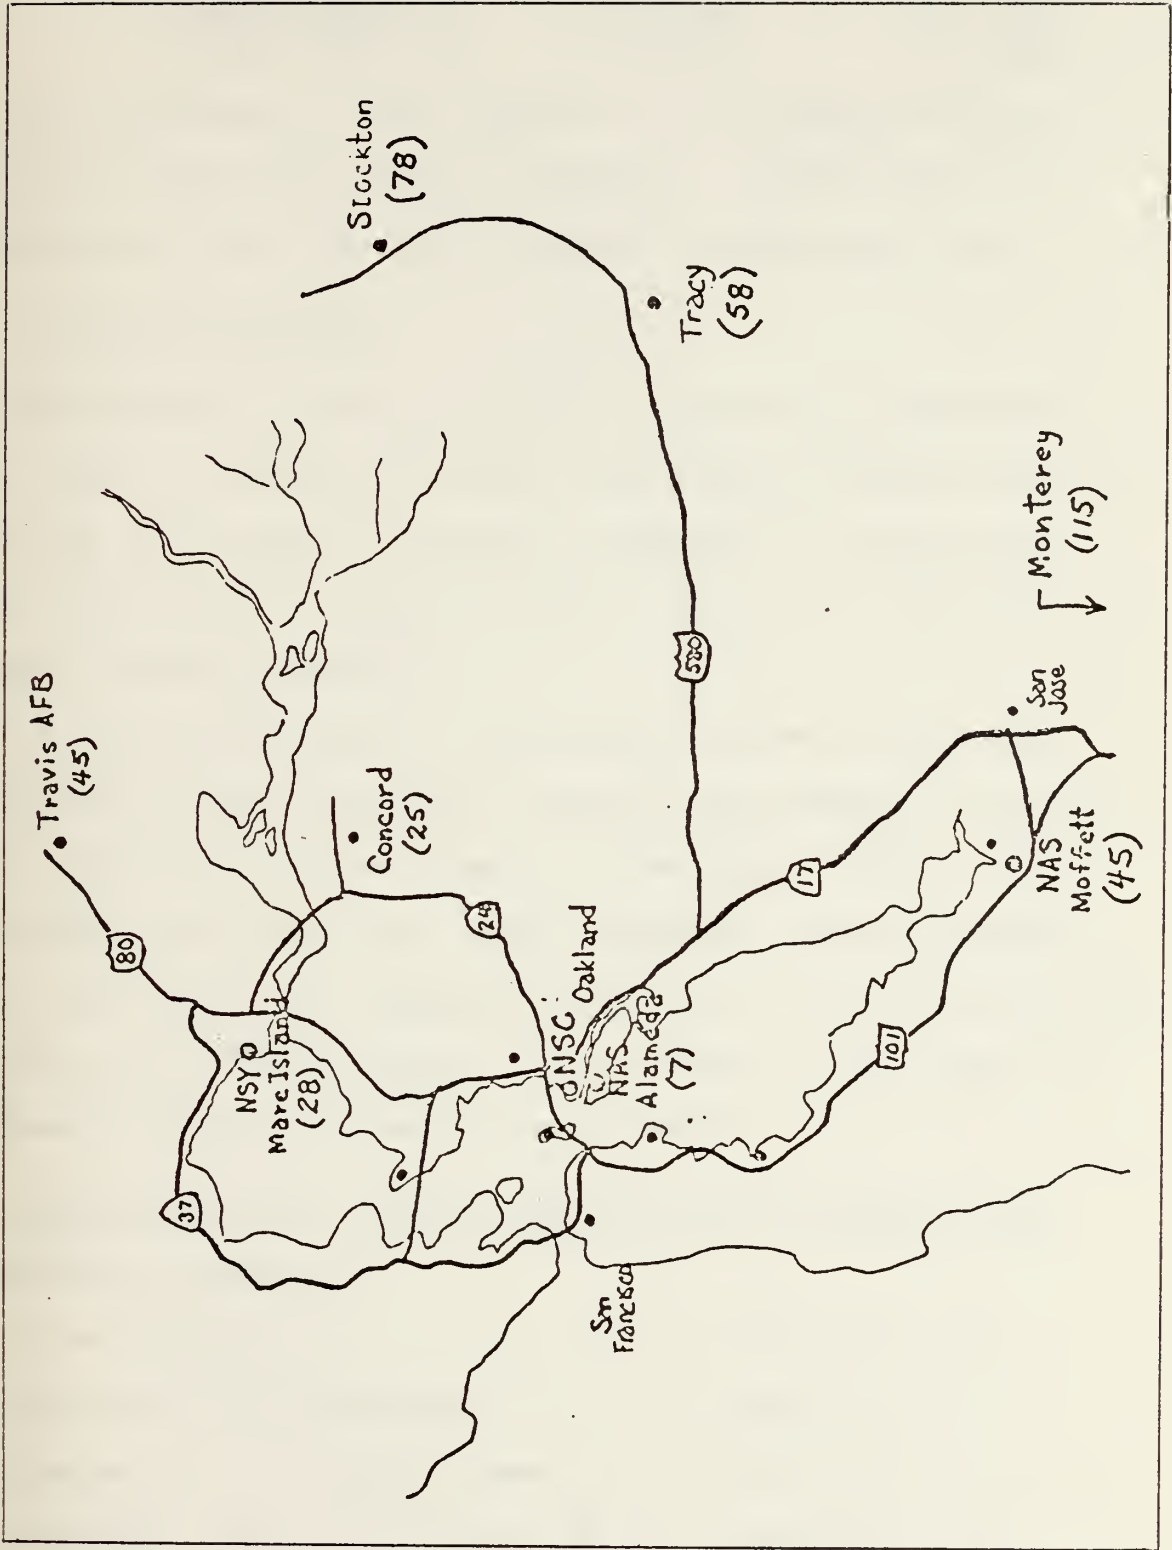 Travis AFB
(45)
80
Stockton
(78)
37
NSY
Mare Island
(28)
Concord
(25)
24
Oakland
NSC
NAS
Alameda
(7)
580
Tracy
(58)
San
Francisco
17
101
San
Jose
NAS
Moffett
(45)
Monterey
(115)